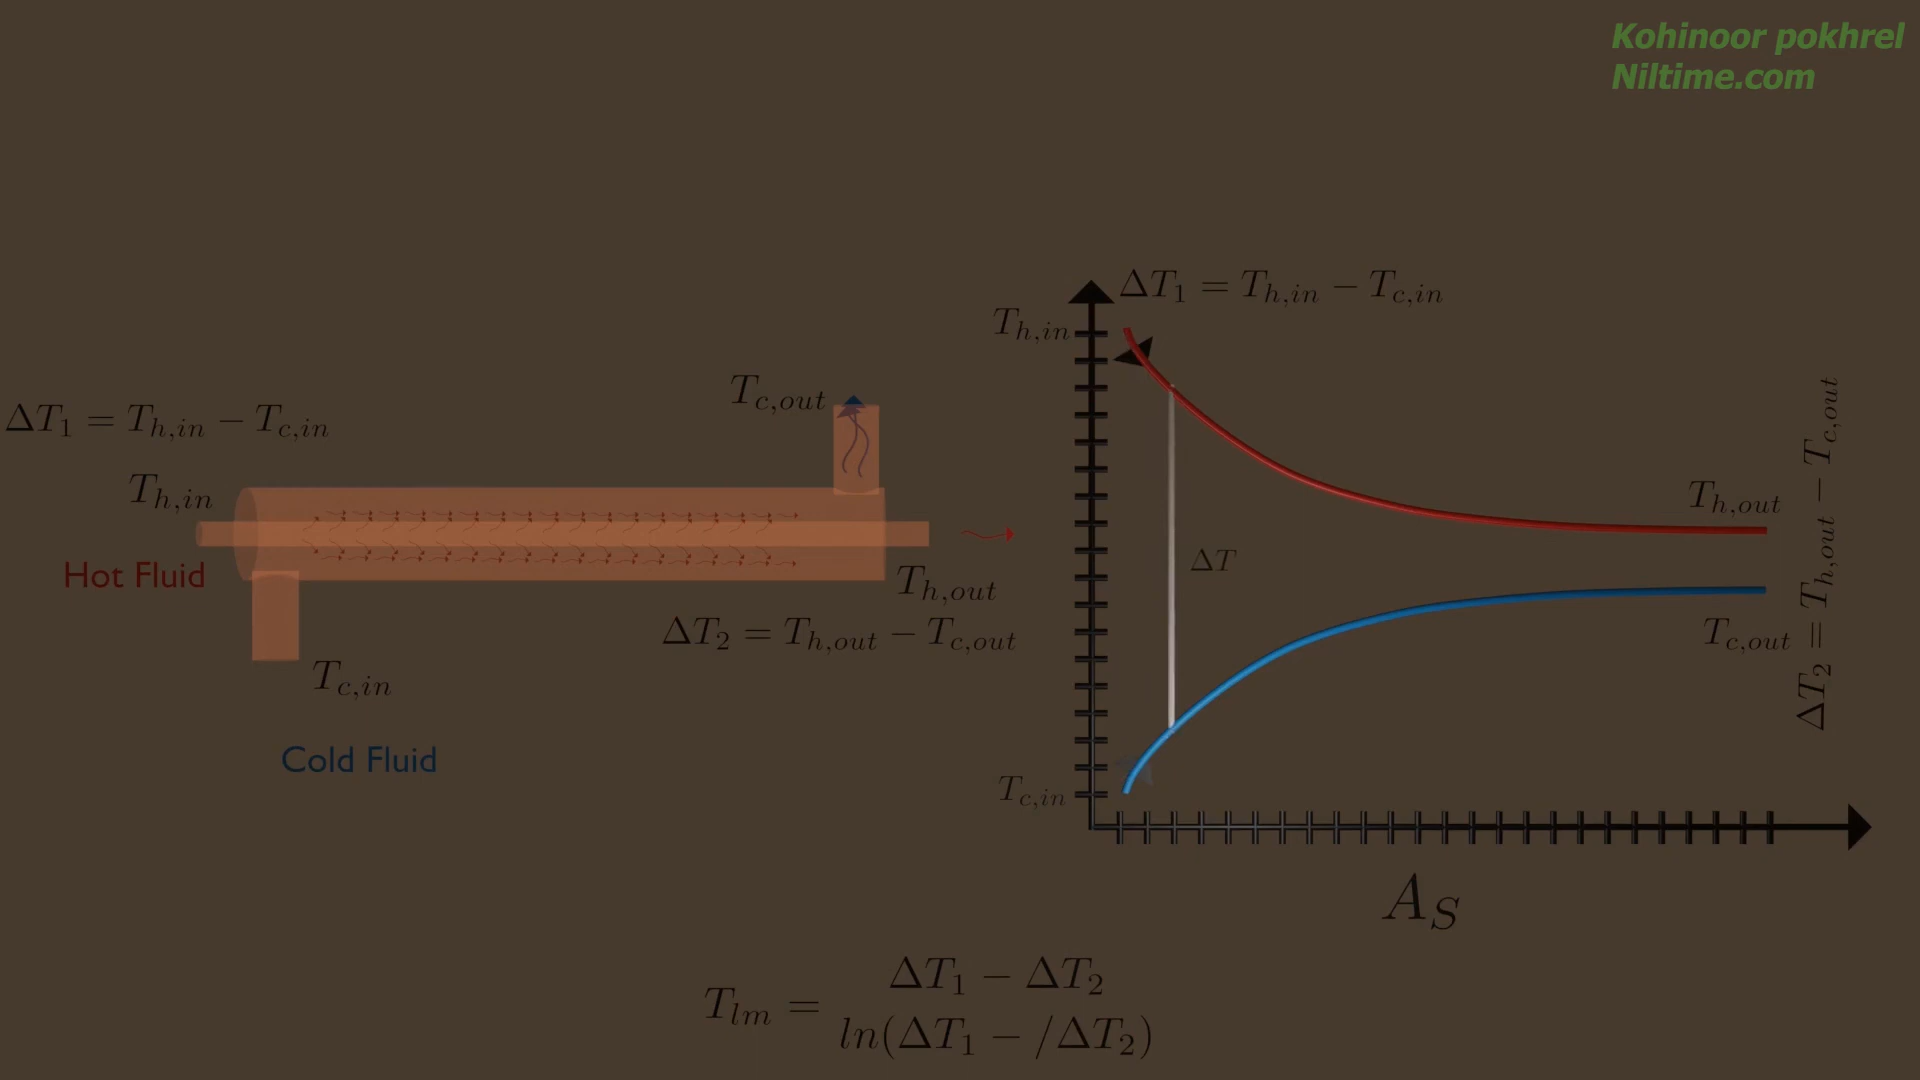 Kohinoor pokhrel
Niltime.com
ΔT₁ = T_{h,in} − T_{c,in}
T_{h,in}
Hot Fluid
T_{c,in}
Cold Fluid
T_{c,out}
T_{h,out}
ΔT₂ = T_{h,out} − T_{c,out}
ΔT₁ = T_{h,in} − T_{c,in}
T_{h,in}
ΔT
T_{h,out}
T_{c,out}
ΔT₂ = T_{h,out} − T_{c,out}
T_{c,in}
A_S
T_{lm} = \frac{ΔT₁ − ΔT₂}{ln(ΔT₁ − /ΔT₂)}